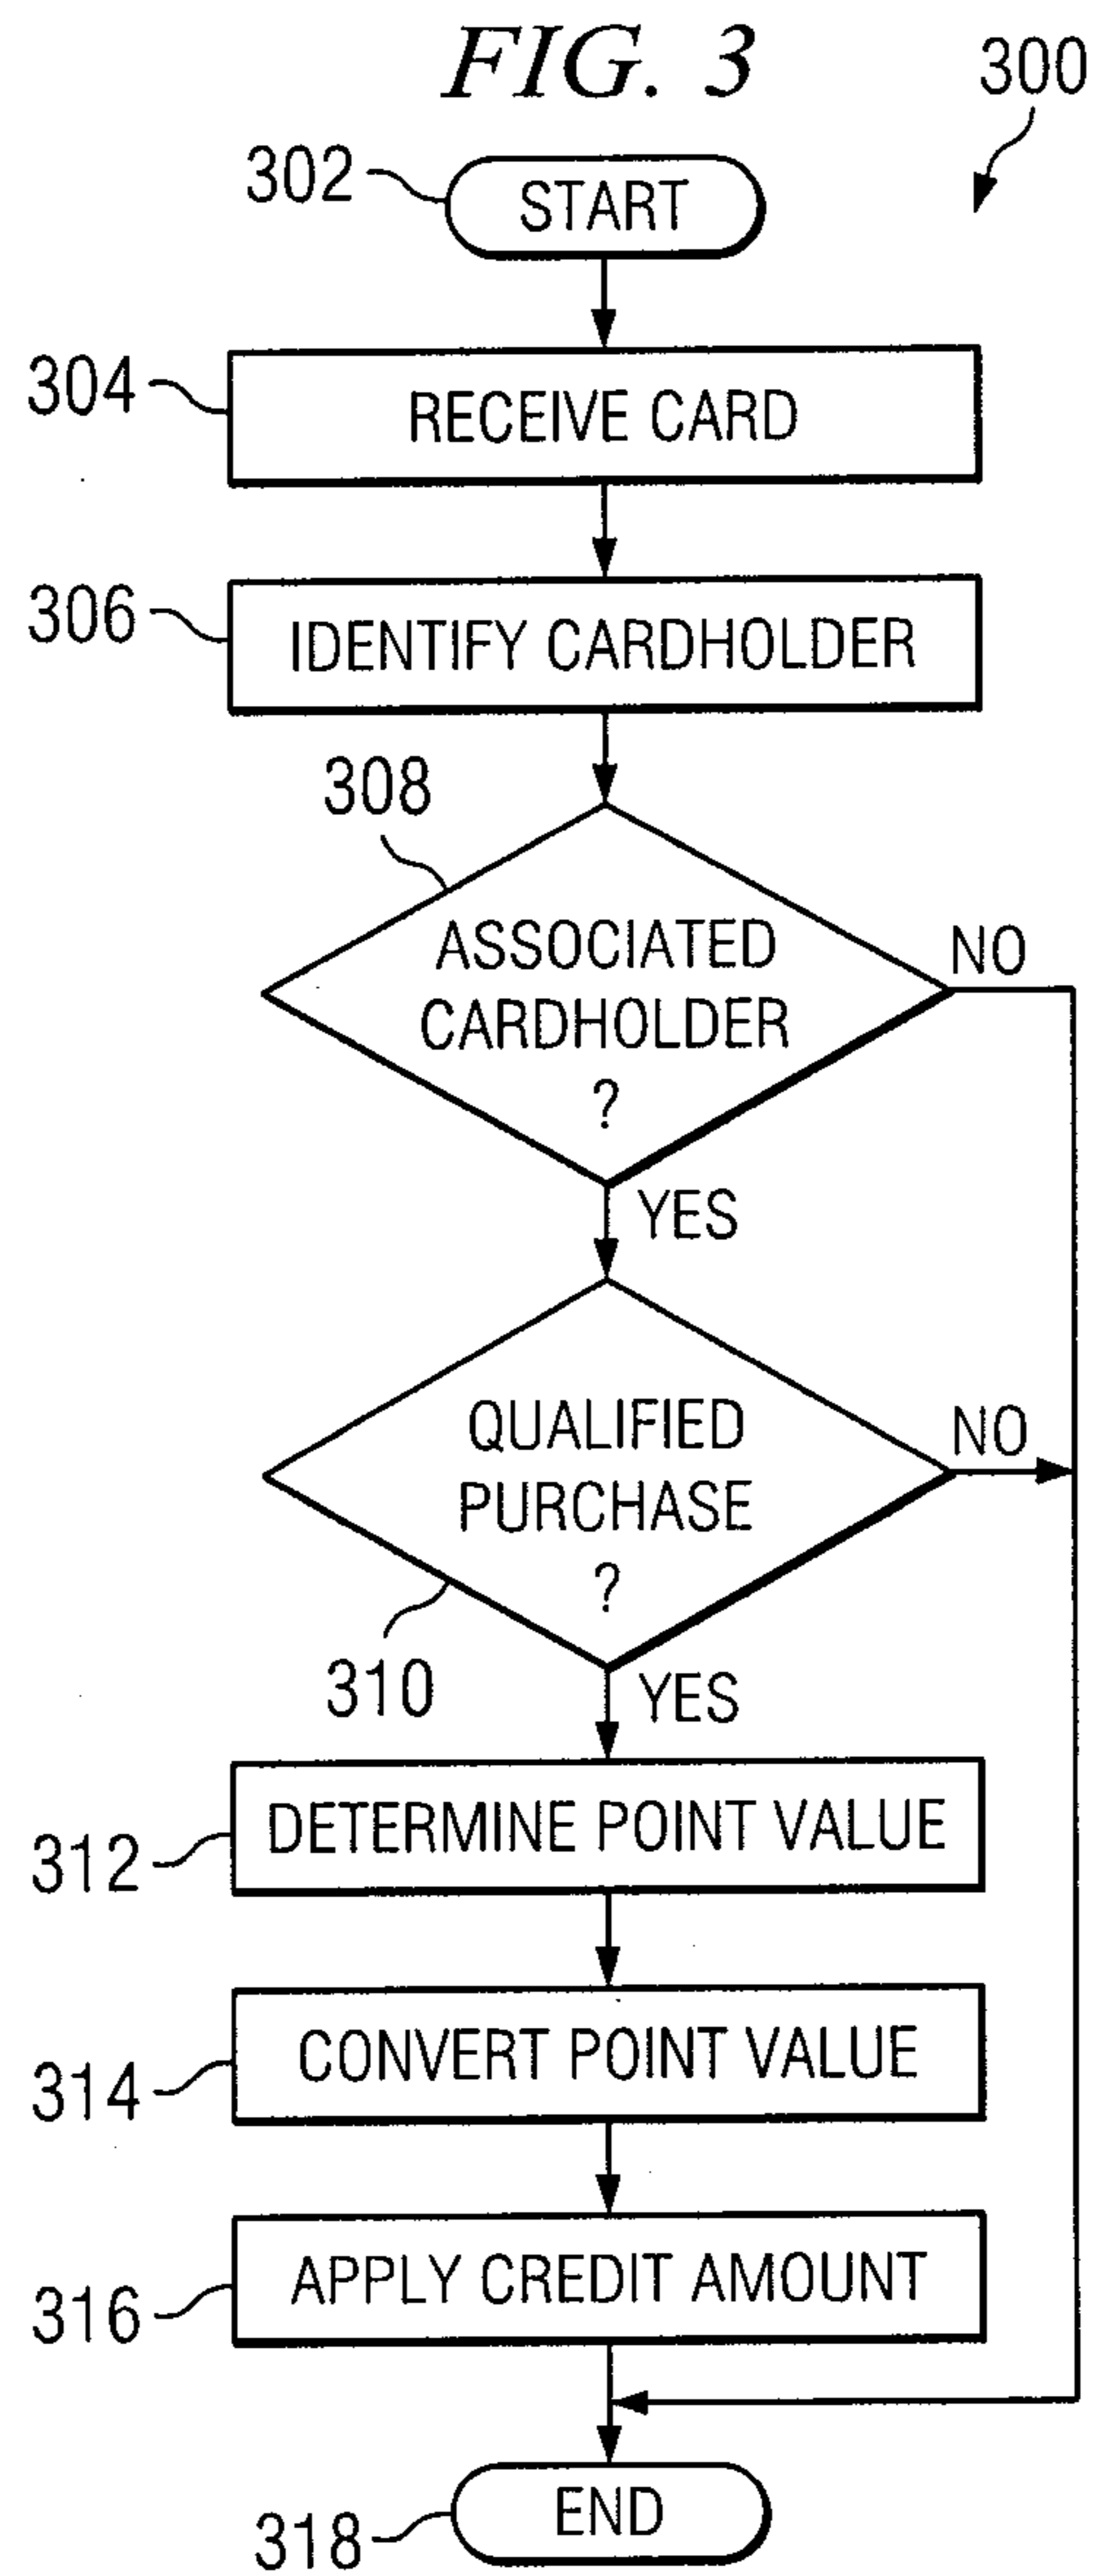 FIG. 3
300
302
START
304
RECEIVE CARD
306
IDENTIFY CARDHOLDER
308
ASSOCIATED
CARDHOLDER
?
NO
YES
QUALIFIED
PURCHASE
?
NO
310
YES
312
DETERMINE POINT VALUE
314
CONVERT POINT VALUE
316
APPLY CREDIT AMOUNT
318
END